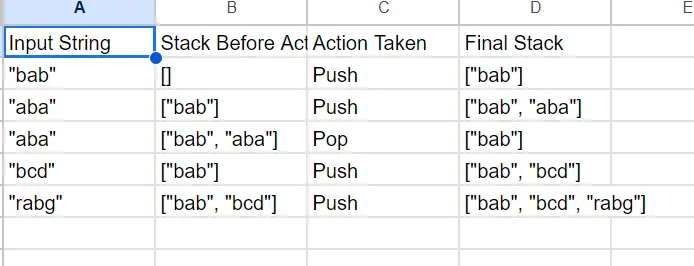 A B C D E
Input String Stack Before Act Action Taken Final Stack
"bab" [] Push ["bab"]
"aba" ["bab"] Push ["bab", "aba"]
"aba" ["bab", "aba"] Pop ["bab"]
"bcd" ["bab"] Push ["bab", "bcd"]
"rabg" ["bab", "bcd"] Push ["bab", "bcd", "rabg"]